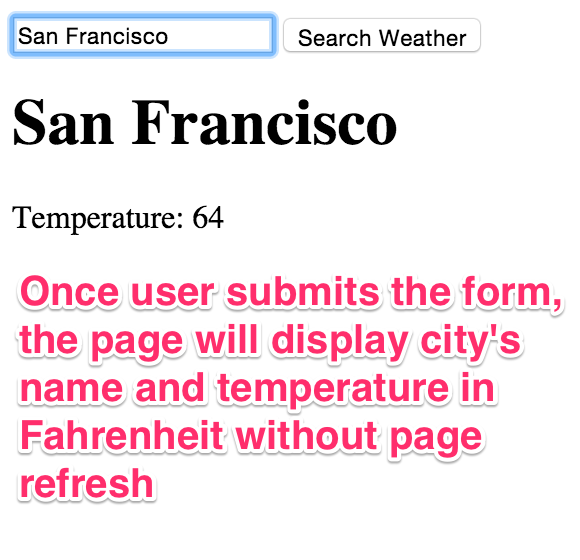 San Francisco Search Weather
San Francisco
Temperature: 64
Once user submits the form,
the page will display city's
name and temperature in
Fahrenheit without page
refresh